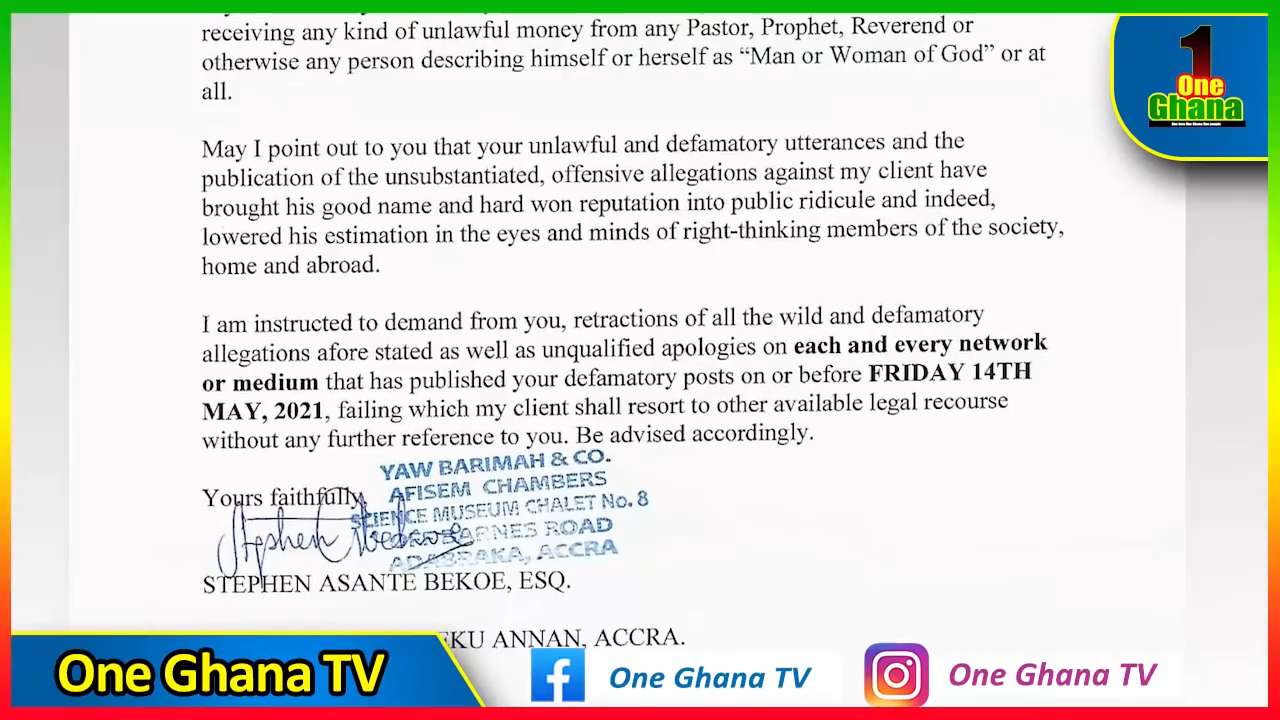 receiving any kind of unlawful money from any Pastor, Prophet, Reverend or
otherwise any person describing himself or herself as “Man or Woman of God” or at
all.
May I point out to you that your unlawful and defamatory utterances and the
publication of the unsubstantiated, offensive allegations against my client have
brought his good name and hard won reputation into public ridicule and indeed,
lowered his estimation in the eyes and minds of right-thinking members of the society,
home and abroad.
I am instructed to demand from you, retractions of all the wild and defamatory
allegations afore stated as well as unqualified apologies on each and every network
or medium that has published your defamatory posts on or before FRIDAY 14TH
MAY, 2021, failing which my client shall resort to other available legal recourse
without any further reference to you. Be advised accordingly.
Yours faithfully,
YAW BARIMAH & CO.
AFISEM CHAMBERS
SCIENCE MUSEUM CHALET No. 8
BARNES ROAD
ADABRAKA, ACCRA
STEPHEN ASANTE BEKOE, ESQ.
ANNAN, ACCRA.
1
One
Ghana
One Ghana TV
One Ghana TV
One Ghana TV